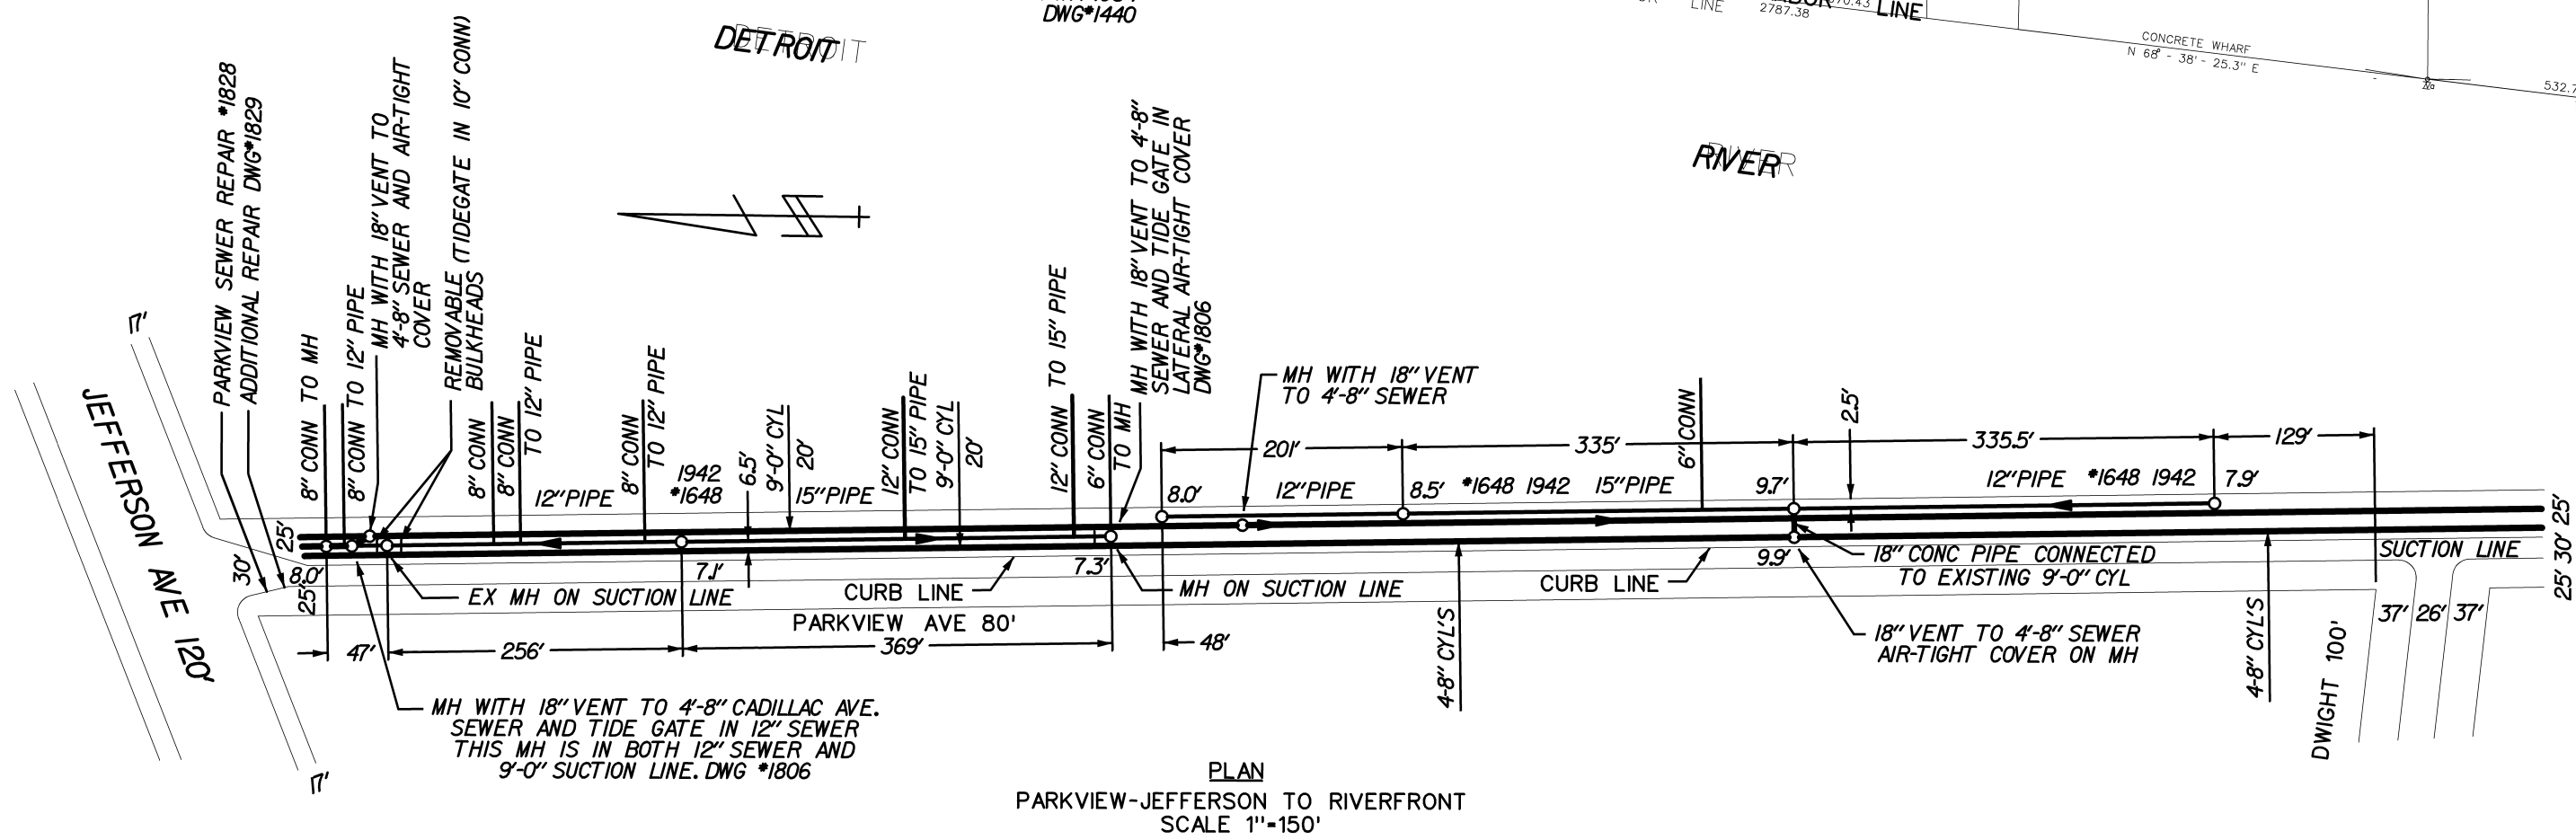 DWG#1440
DETROIT
DETROIT
LINE
2787.38
LINE
CONCRETE WHARF
N 68° - 38' - 25.3" E
RIVER
RIVER
PARKVIEW SEWER REPAIR #1828
ADDITIONAL REPAIR DWG#1829
8" CONN TO MH
8" CONN TO 12" PIPE
MH WITH 18" VENT TO
4'-8" SEWER AND AIR-TIGHT
COVER
REMOVABLE (TIDEGATE IN 10" CONN)
BULKHEADS
8" CONN
8" CONN
TO 12" PIPE
8" CONN
TO 12" PIPE
1942
#1648
6.5'
9'-0" CYL
20'
12" CONN
TO 15" PIPE
9'-0" CYL
20'
12" CONN TO 15" PIPE
6" CONN
TO MH
MH WITH 18" VENT TO 4'-8"
SEWER AND TIDE GATE IN
LATERAL AIR-TIGHT COVER
DWG#1806
MH WITH 18" VENT
TO 4'-8" SEWER
6" CONN
2.5'
201'
335'
335.5'
129'
17'
JEFFERSON AVE 120'
12" PIPE
15" PIPE
8.0'
12" PIPE
8.5'
#1648 1942
15" PIPE
9.7'
12" PIPE
#1648 1942
7.9'
25'
30'
8.0'
25'
7.1'
7.3'
9.9'
EX MH ON SUCTION LINE
CURB LINE
MH ON SUCTION LINE
CURB LINE
18" CONC PIPE CONNECTED
TO EXISTING 9'-0" CYL
SUCTION LINE
25'
30'
25'
25'
PARKVIEW AVE 80'
47'
256'
369'
48'
4-8" CYL'S
18" VENT TO 4'-8" SEWER
AIR-TIGHT COVER ON MH
4-8" CYL'S
DWIGHT 100'
37'
26'
37'
MH WITH 18" VENT TO 4'-8" CADILLAC AVE.
SEWER AND TIDE GATE IN 12" SEWER
THIS MH IS IN BOTH 12" SEWER AND
9'-0" SUCTION LINE. DWG #1806
17'
PLAN
PARKVIEW-JEFFERSON TO RIVERFRONT
SCALE 1"=150'